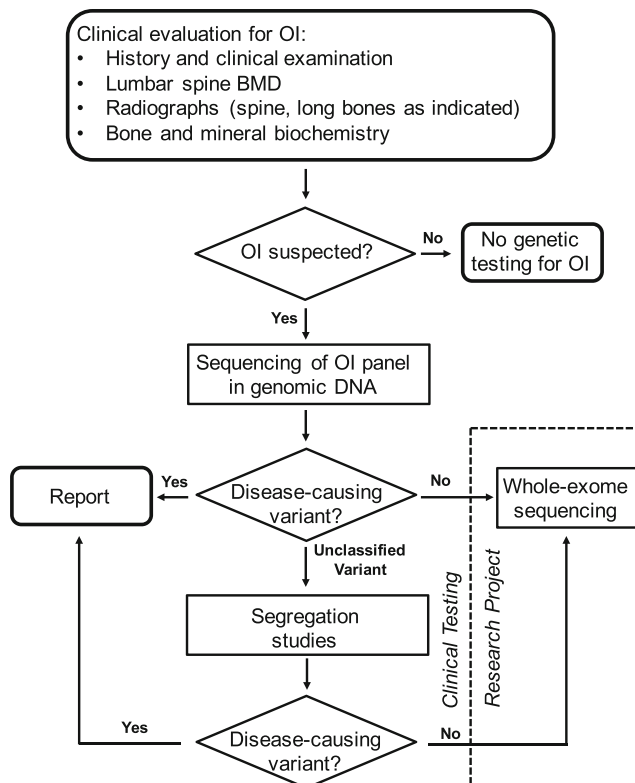 Clinical evaluation for OI:
• History and clinical examination
• Lumbar spine BMD
• Radiographs (spine, long bones as indicated)
• Bone and mineral biochemistry
OI suspected?
No
No genetic
testing for OI
Yes
Sequencing of OI panel
in genomic DNA
Report
Yes
Disease-causing
variant?
No
Whole-exome
sequencing
Unclassified
Variant
Segregation
studies
Clinical Testing
Research Project
Yes
Disease-causing
variant?
No